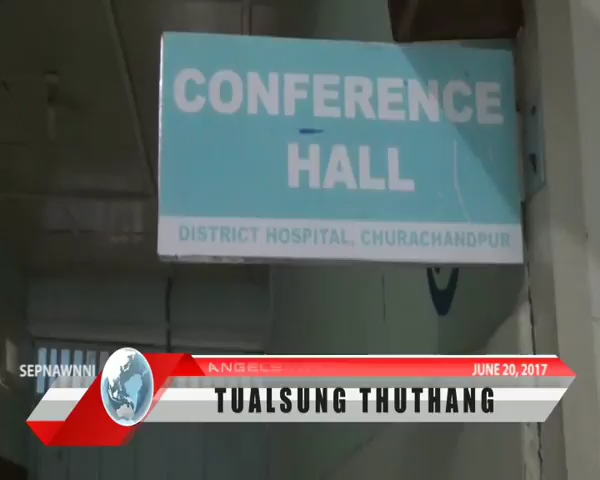 CONFERENCE
HALL
DISTRICT HOSPITAL, CHURACHANDPUR
SEPNAWNNI
ANGELS
JUNE 20, 2017
TUALSUNG THUTHANG